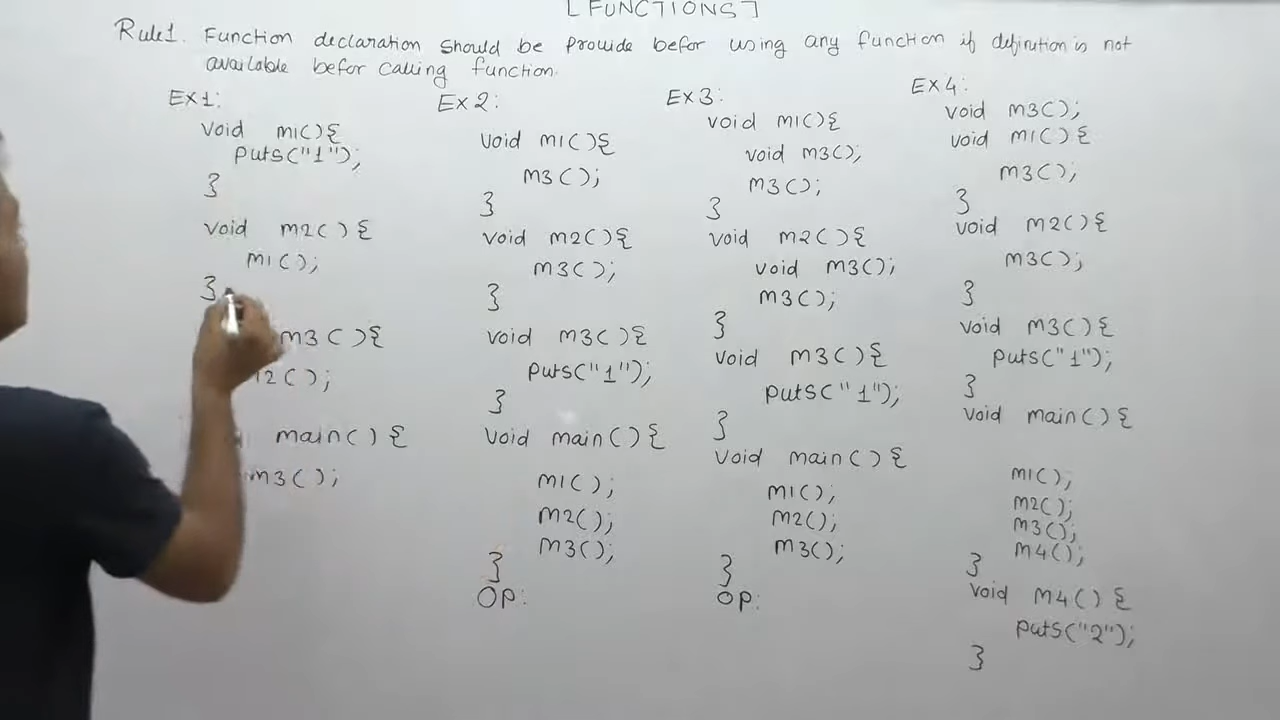 [FUNCTIONS]
Rule1. Function declaration should be provide befor using any function if definition is not
available befor calling function.
Ex1:
void m1(){
puts("1");
}
void m2(){
m1();
}
m3(){
2();
main(){
m3();
Ex2:
void m1(){
m3();
}
void m2(){
m3();
}
void m3(){
puts("1");
}
void main(){
m1();
m2();
m3();
}
Op:
Ex3:
void m1(){
void m3();
m3();
}
void m2(){
void m3();
m3();
}
void m3(){
puts("1");
}
void main(){
m1();
m2();
m3();
}
Op:
Ex4:
void m3();
void m1(){
m3();
}
void m2(){
m3();
}
void m3(){
puts("1");
}
void main(){
m1();
m2();
m3();
m4();
}
void m4(){
puts("2");
}